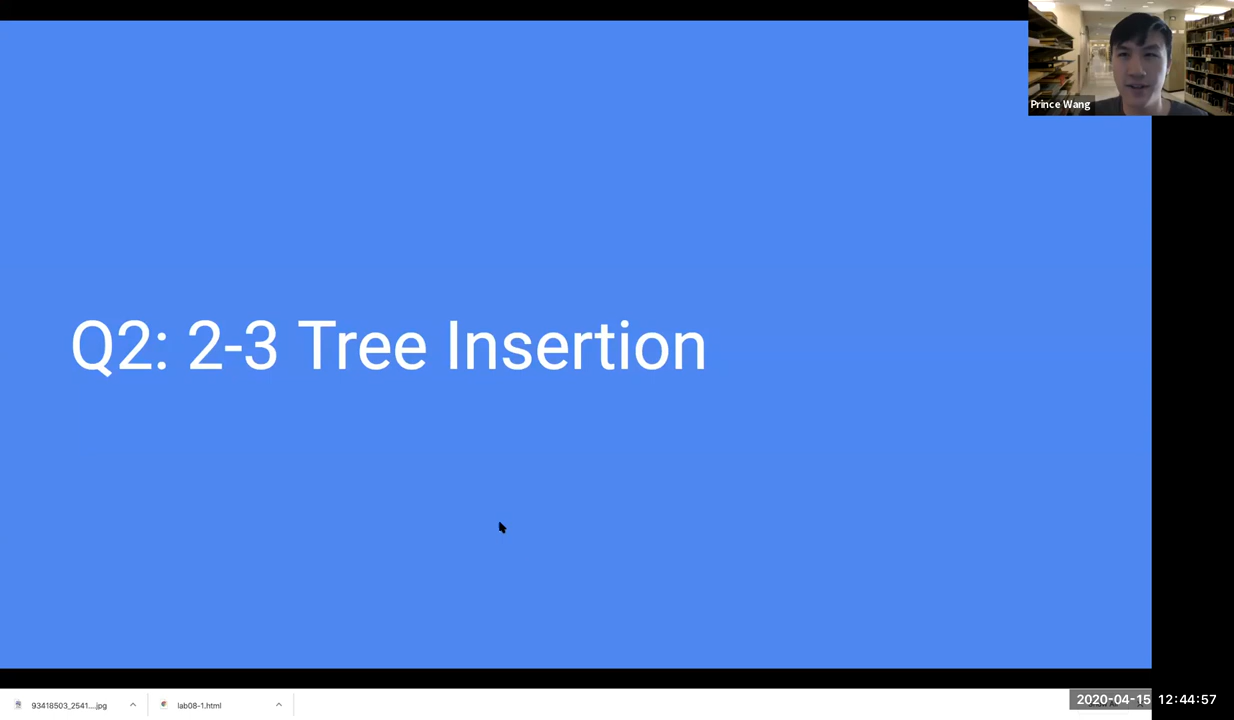 Prince Wang
Q2: 2-3 Tree Insertion
93418503_2541....jpg
lab08-1.html
2020-04-15 12:44:57